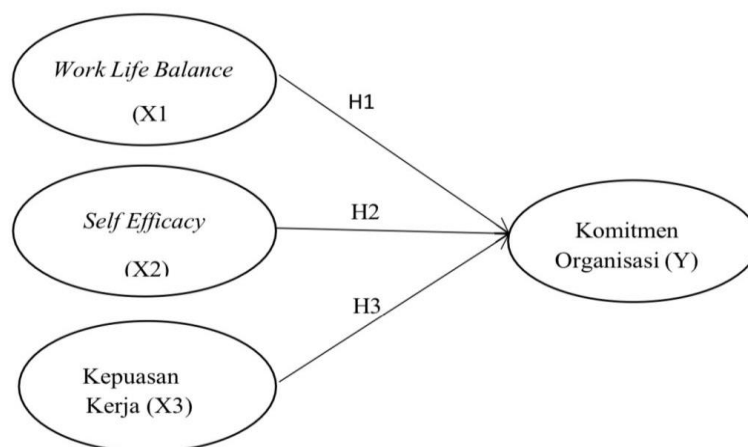 Work Life Balance
(X1
H1
Self Efficacy
(X2)
H2
Kepuasan
Kerja (X3)
H3
Komitmen
Organisasi (Y)